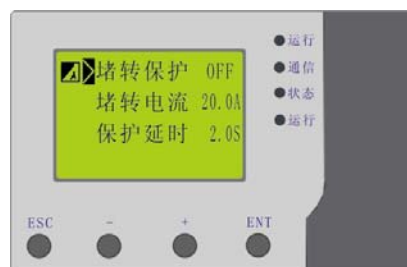 堵转保护 OFF
堵转电流 20.0A
保护延时 2.0S
运行
通信
状态
运行
ESC - + ENT